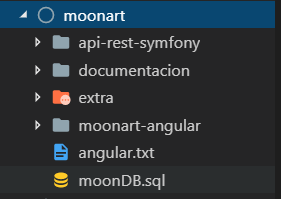 moonart
api-rest-symfony
documentacion
extra
moonart-angular
angular.txt
moonDB.sql